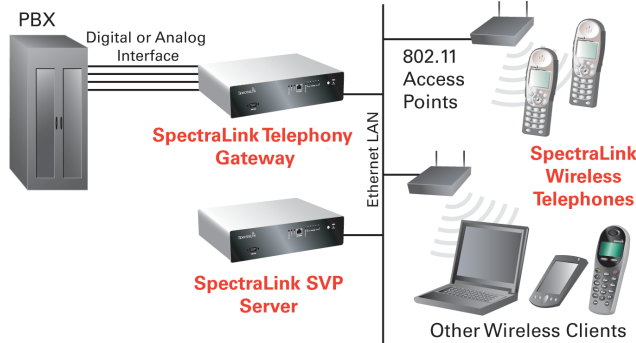 PBX
Digital or Analog
Interface
SpectraLink Telephony
Gateway
Ethernet LAN
802.11
Access
Points
SpectraLink
Wireless
Telephones
SpectraLink SVP
Server
Other Wireless Clients